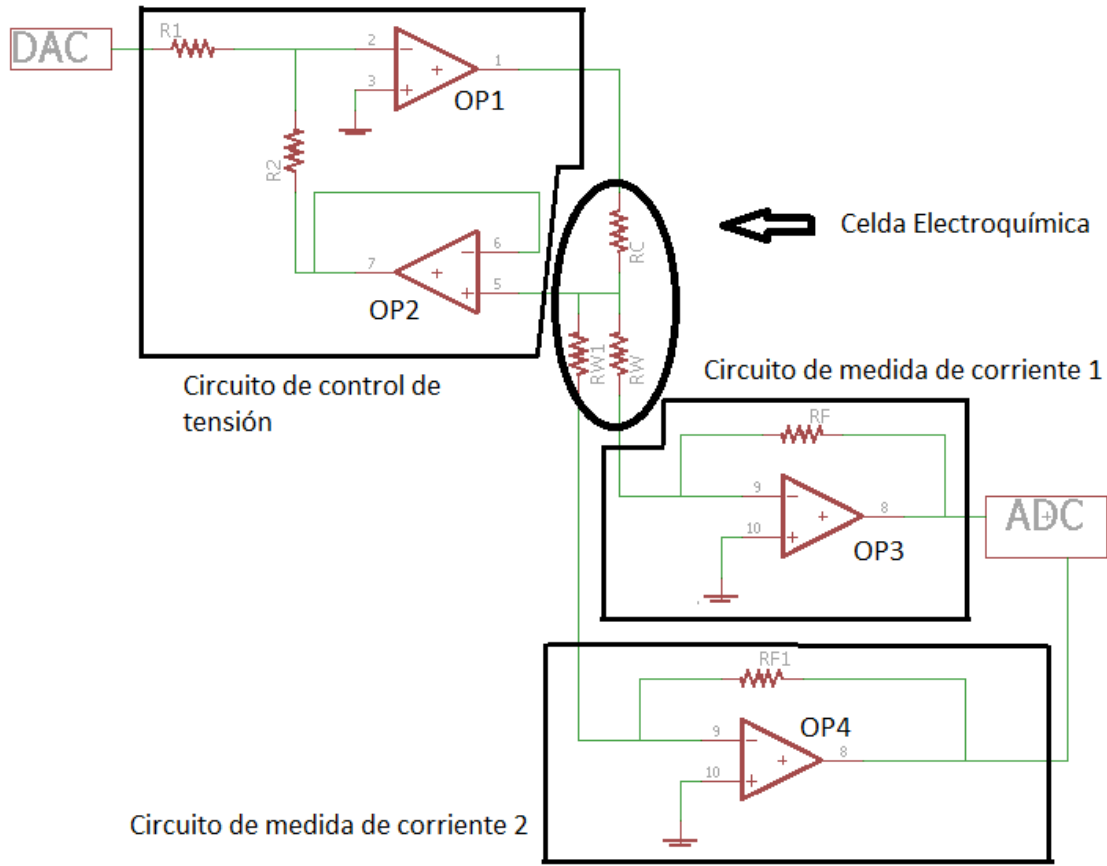 DAC
R1
2
3
1
OP1
R2
Celda Electroquímica
RC
7
6
5
OP2
RW1
RW
Circuito de control de
tensión
Circuito de medida de corriente 1
RF
9
10
8
OP3
ADC
RF1
9
10
8
OP4
Circuito de medida de corriente 2